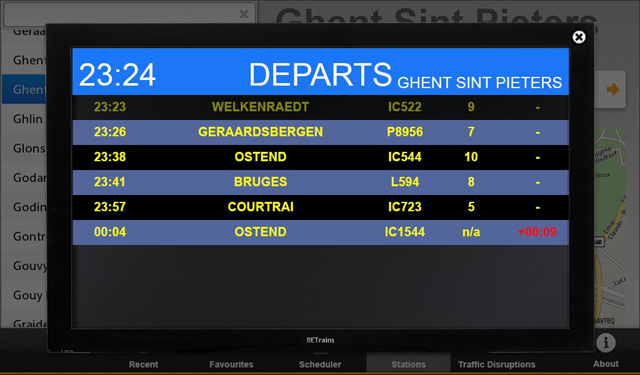 Ghent Sint Pieters
23:24 DEPARTS GHENT SINT PIETERS
23:23 WELKENRAEDT IC522 9 -
23:26 GERAARDSBERGEN P8956 7 -
23:38 OSTEND IC544 10 -
23:41 BRUGES L594 8 -
23:57 COURTRAI IC723 5 -
00:04 OSTEND IC1544 n/a +00:09
Ghent
Ghent
Ghlin
Glons
Godar
Godin
Gontr
Gouvy
Gouy
Graide
BETrains
Recent Favourites Scheduler Stations Traffic Disruptions About